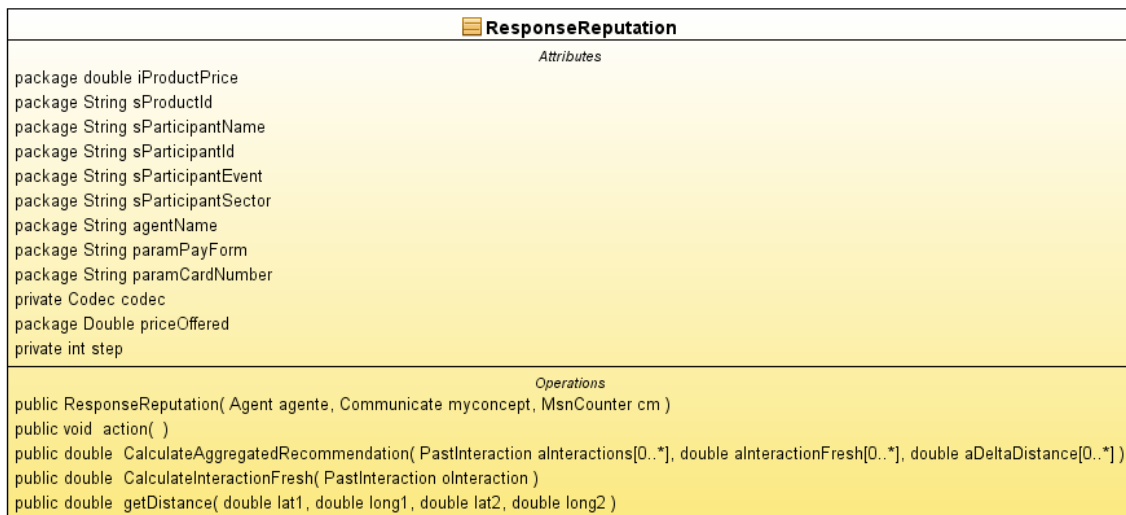 ResponseReputation
Attributes
package double iProductPrice
package String sProductId
package String sParticipantName
package String sParticipantId
package String sParticipantEvent
package String sParticipantSector
package String agentName
package String paramPayForm
package String paramCardNumber
private Codec codec
package Double priceOffered
private int step
Operations
public ResponseReputation( Agent agente, Communicate myconcept, MsnCounter cm )
public void  action( )
public double  CalculateAggregatedRecommendation( PastInteraction aInteractions[0..*], double aInteractionFresh[0..*], double aDeltaDistance[0..*] )
public double  CalculateInteractionFresh( PastInteraction oInteraction )
public double  getDistance( double lat1, double long1, double lat2, double long2 )